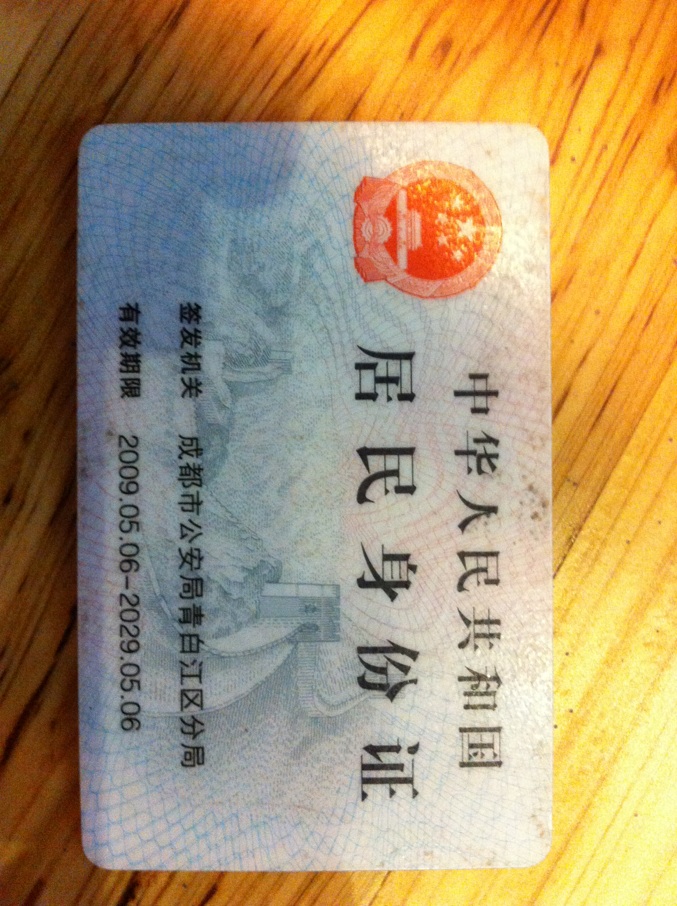 中华人民共和国
居民身份证
签发机关 成都市公安局青白江区分局
有效期限 2009.05.06-2029.05.06